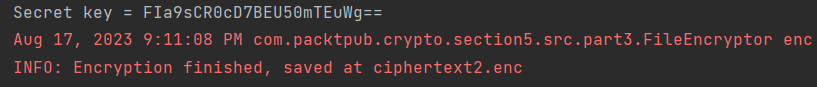 Secret key = FIa9sCR0cD7BEU50mTEuWg==
Aug 17, 2023 9:11:08 PM com.packtpub.crypto.section5.src.part3.FileEncryptor enc
INFO: Encryption finished, saved at ciphertext2.enc